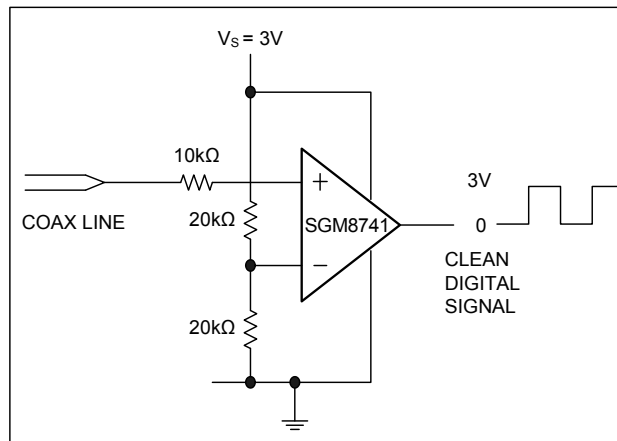 V_S = 3V
10kΩ
+
3V
COAX LINE
20kΩ
SGM8741
0
−
CLEAN
DIGITAL
SIGNAL
20kΩ